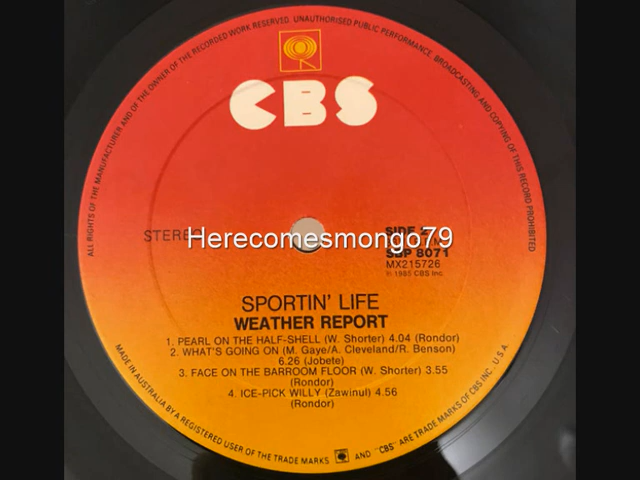 ALL RIGHTS OF THE MANUFACTURER AND OF THE OWNER OF THE RECORDED WORK RESERVED. UNAUTHORISED PUBLIC PERFORMANCE, BROADCASTING AND COPYING OF THIS RECORD PROHIBITED
CBS
STEREO
Herecomesmongo79
SIDE 2
SBP 8071
MX215726
℗ 1985 CBS Inc.
SPORTIN' LIFE
WEATHER REPORT
1. PEARL ON THE HALF-SHELL (W. Shorter) 4.04 (Rondor)
2. WHAT'S GOING ON (M. Gaye/A. Cleveland/R. Benson)
6.26 (Jobete)
3. FACE ON THE BARROOM FLOOR (W. Shorter) 3.55
(Rondor)
4. ICE-PICK WILLY (Zawinul) 4.56
(Rondor)
MADE IN AUSTRALIA BY A REGISTERED USER OF THE TRADE MARKS AND "CBS" ARE TRADE MARKS OF CBS INC., U.S.A.